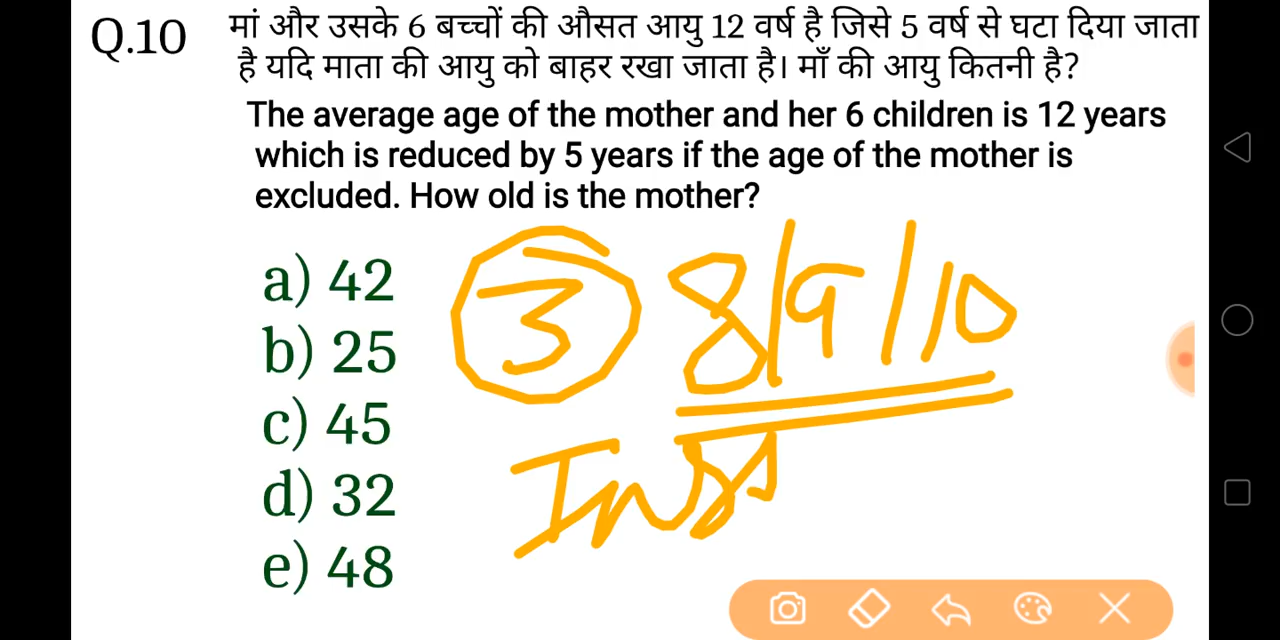 Q.10
मां और उसके 6 बच्चों की औसत आयु 12 वर्ष है जिसे 5 वर्ष से घटा दिया जाता
है यदि माता की आयु को बाहर रखा जाता है। माँ की आयु कितनी है?
The average age of the mother and her 6 children is 12 years
which is reduced by 5 years if the age of the mother is
excluded. How old is the mother?
a) 42
b) 25
c) 45
d) 32
e) 48
3 8/9/10